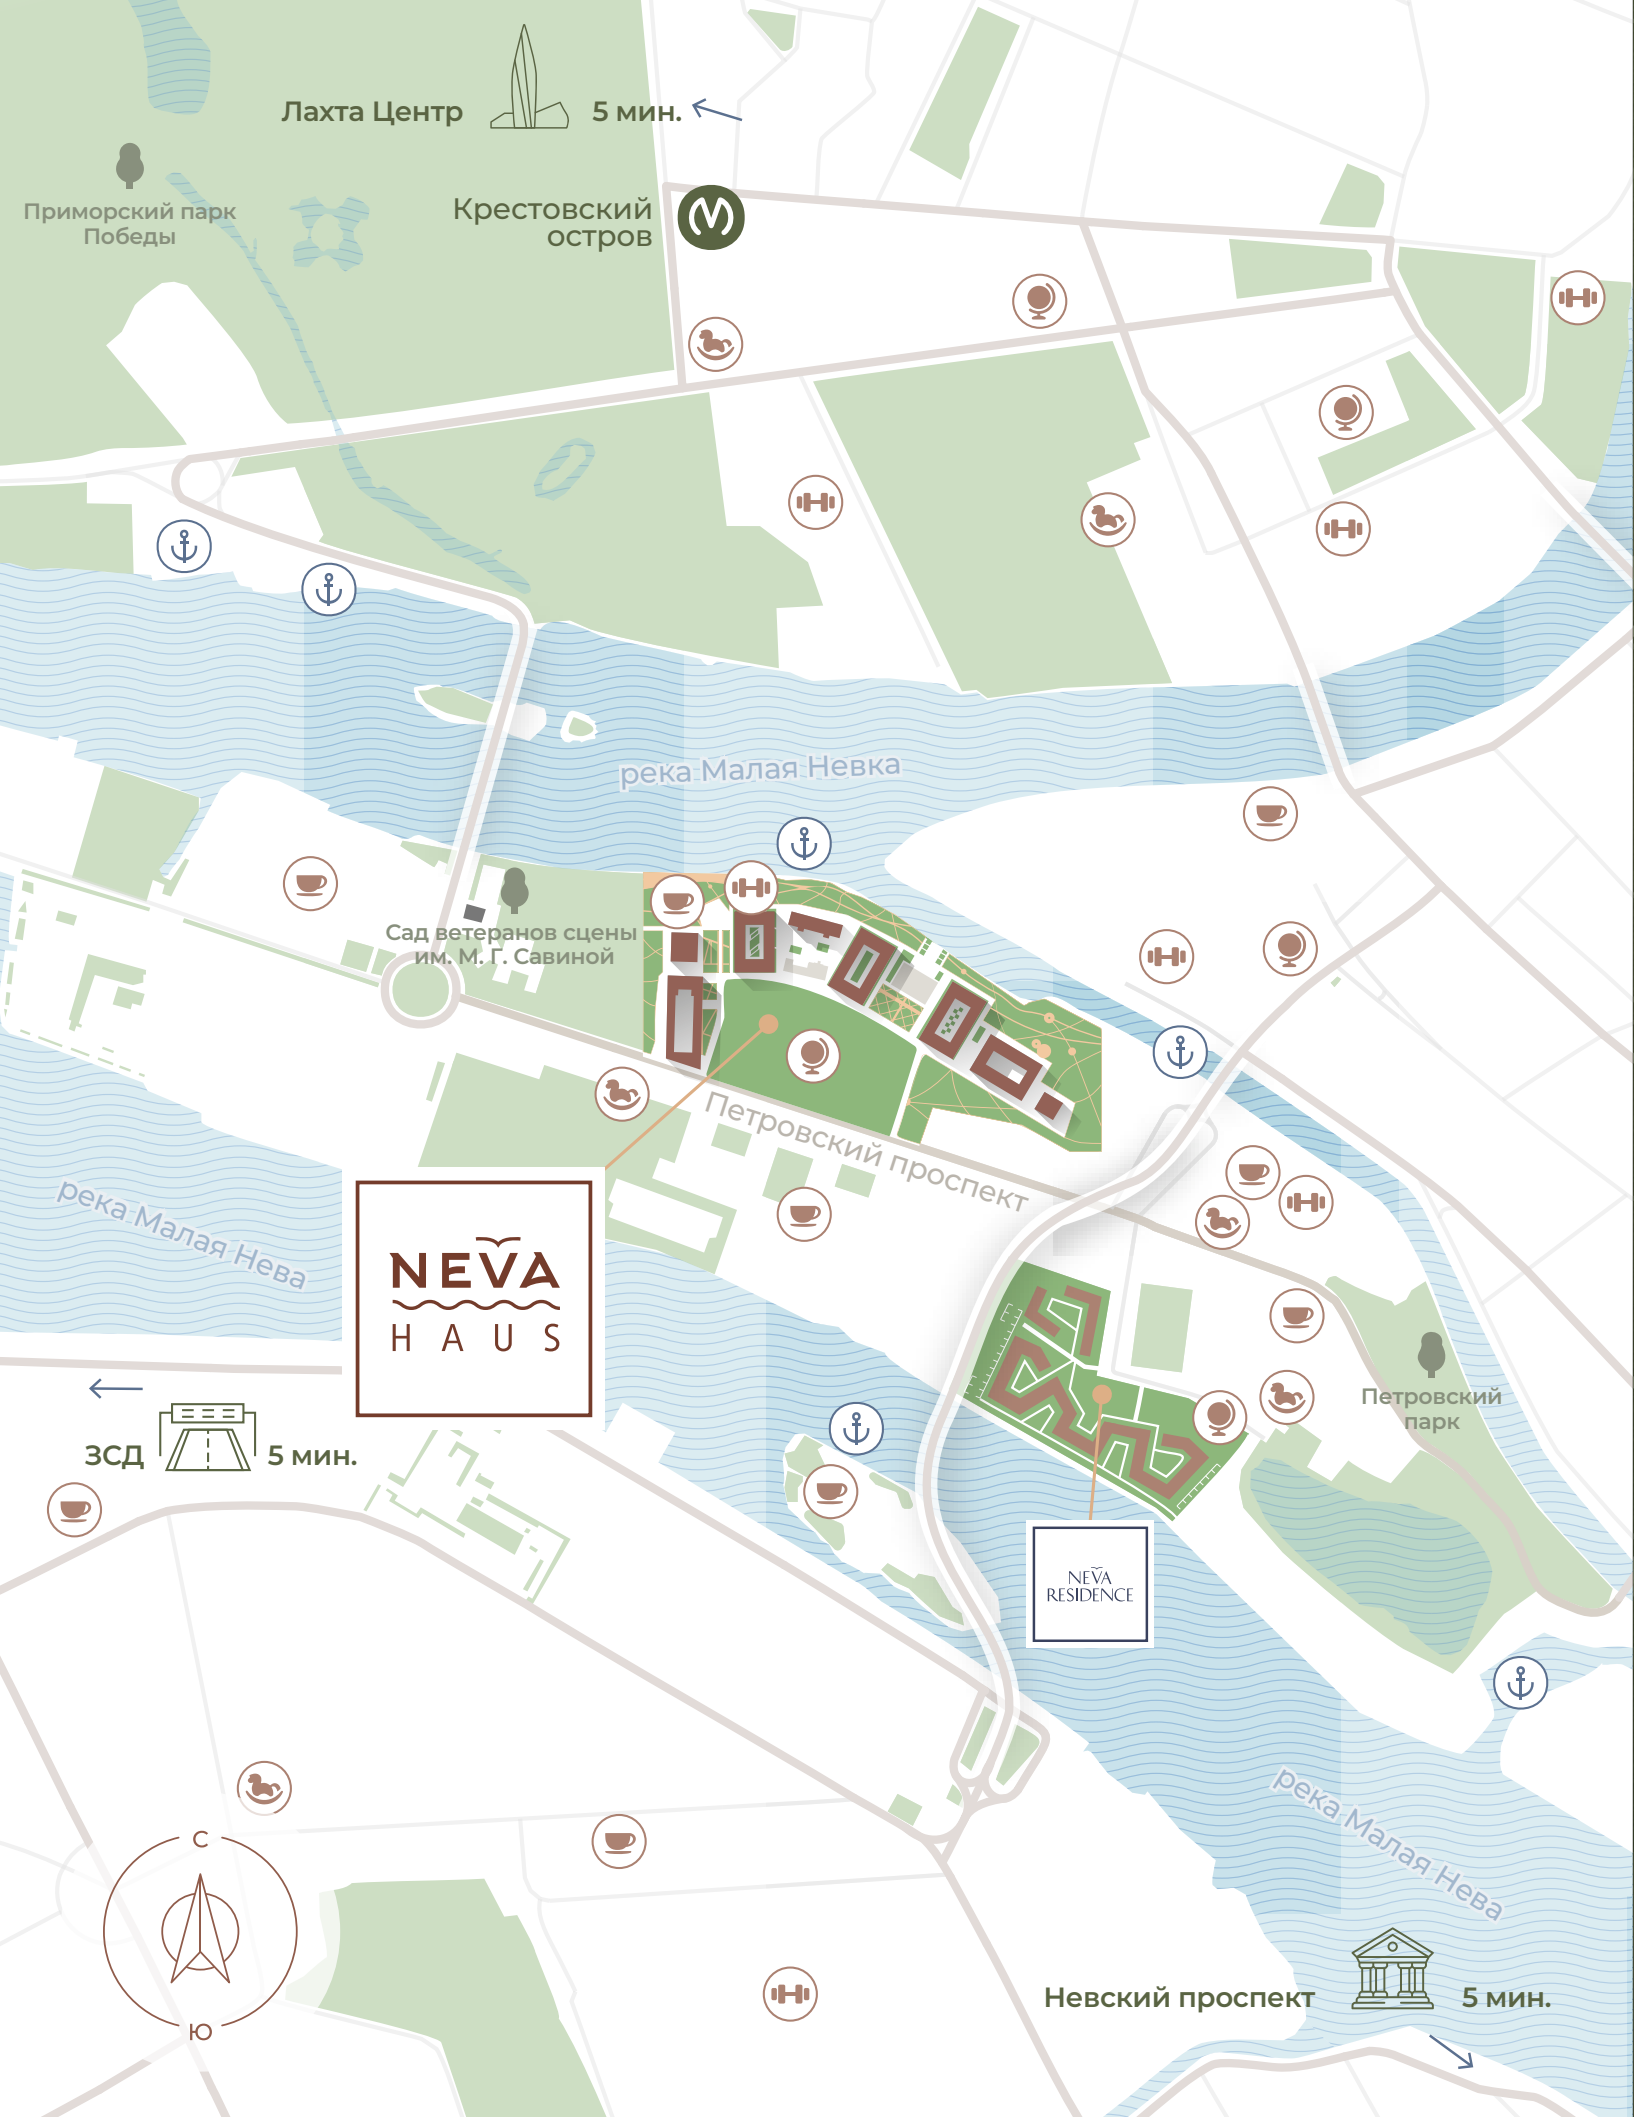 Лахта Центр
5 мин.
Приморский парк
Победы
Крестовский
остров
река Малая Невка
Сад ветеранов сцены
им. М. Г. Савиной
Петровский проспект
река Малая Нева
NEVA
HAUS
ЗСД
5 мин.
Петровский
парк
NEVA
RESIDENCE
река Малая Нева
С
Ю
Невский проспект
5 мин.